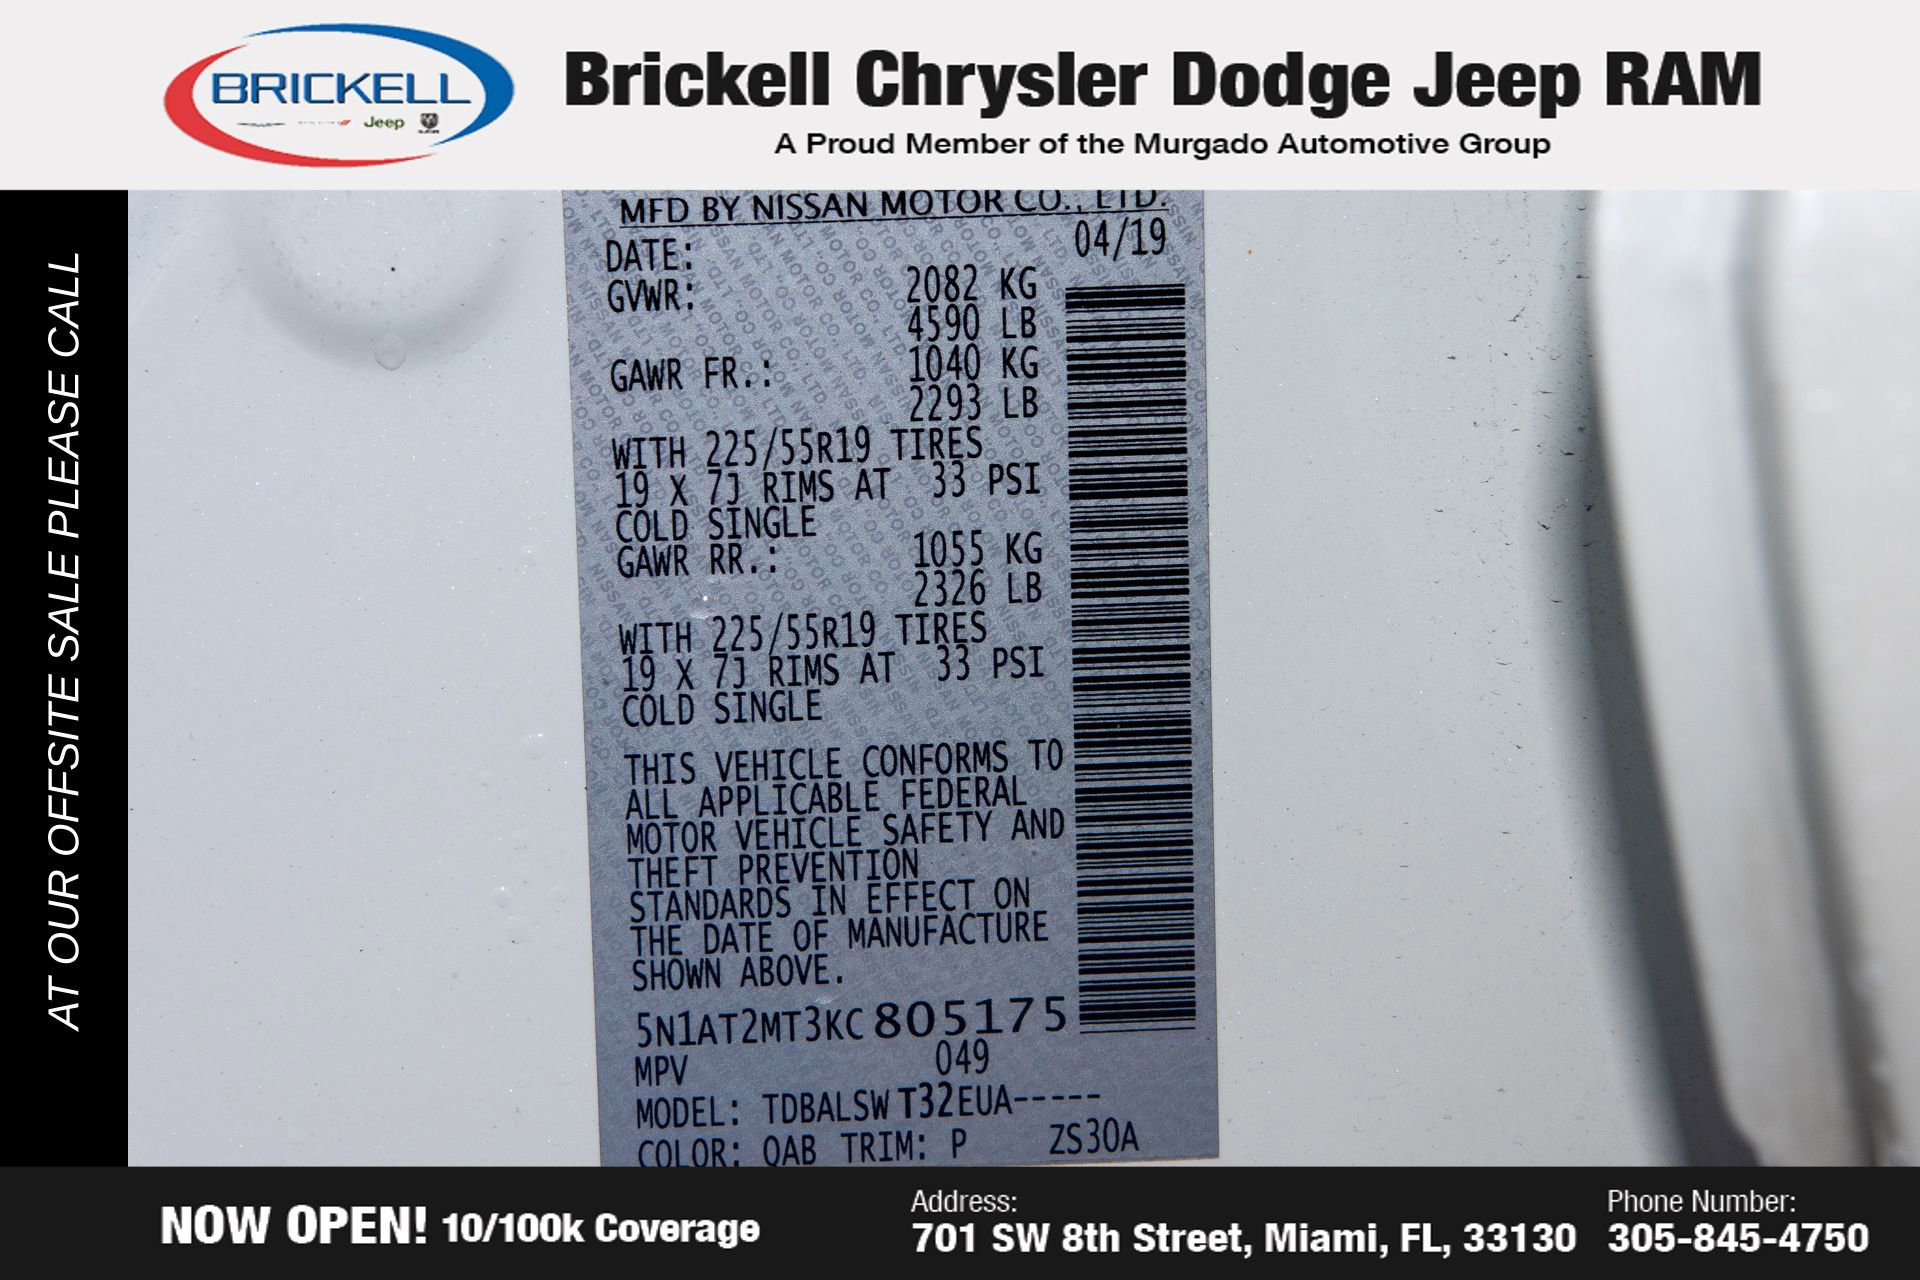 BRICKELL
Jeep
RAM
Brickell Chrysler Dodge Jeep RAM
A Proud Member of the Murgado Automotive Group
AT OUR OFFSITE SALE PLEASE CALL
MFD BY NISSAN MOTOR CO., LTD.
DATE: 04/19
GVWR: 2082 KG
4590 LB
GAWR FR.: 1040 KG
2293 LB
WITH 225/55R19 TIRES
19 X 7J RIMS AT 33 PSI
COLD SINGLE
GAWR RR.: 1055 KG
2326 LB
WITH 225/55R19 TIRES
19 X 7J RIMS AT 33 PSI
COLD SINGLE
THIS VEHICLE CONFORMS TO
ALL APPLICABLE FEDERAL
MOTOR VEHICLE SAFETY AND
THEFT PREVENTION
STANDARDS IN EFFECT ON
THE DATE OF MANUFACTURE
SHOWN ABOVE.
5N1AT2MT3KC805175
MPV 049
MODEL: TDBALSWT32EUA-----
COLOR: QAB TRIM: P ZS30A
NOW OPEN! 10/100k Coverage
Address:
701 SW 8th Street, Miami, FL, 33130
Phone Number:
305-845-4750